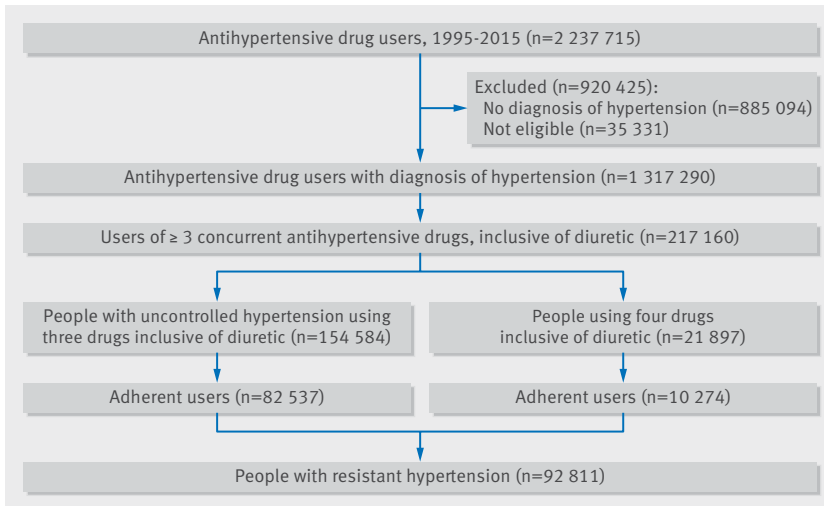 Antihypertensive drug users, 1995-2015 (n=2 237 715)
Excluded (n=920 425):
No diagnosis of hypertension (n=885 094)
Not eligible (n=35 331)
Antihypertensive drug users with diagnosis of hypertension (n=1 317 290)
Users of ≥ 3 concurrent antihypertensive drugs, inclusive of diuretic (n=217 160)
People with uncontrolled hypertension using
three drugs inclusive of diuretic (n=154 584)
People using four drugs
inclusive of diuretic (n=21 897)
Adherent users (n=82 537)
Adherent users (n=10 274)
People with resistant hypertension (n=92 811)